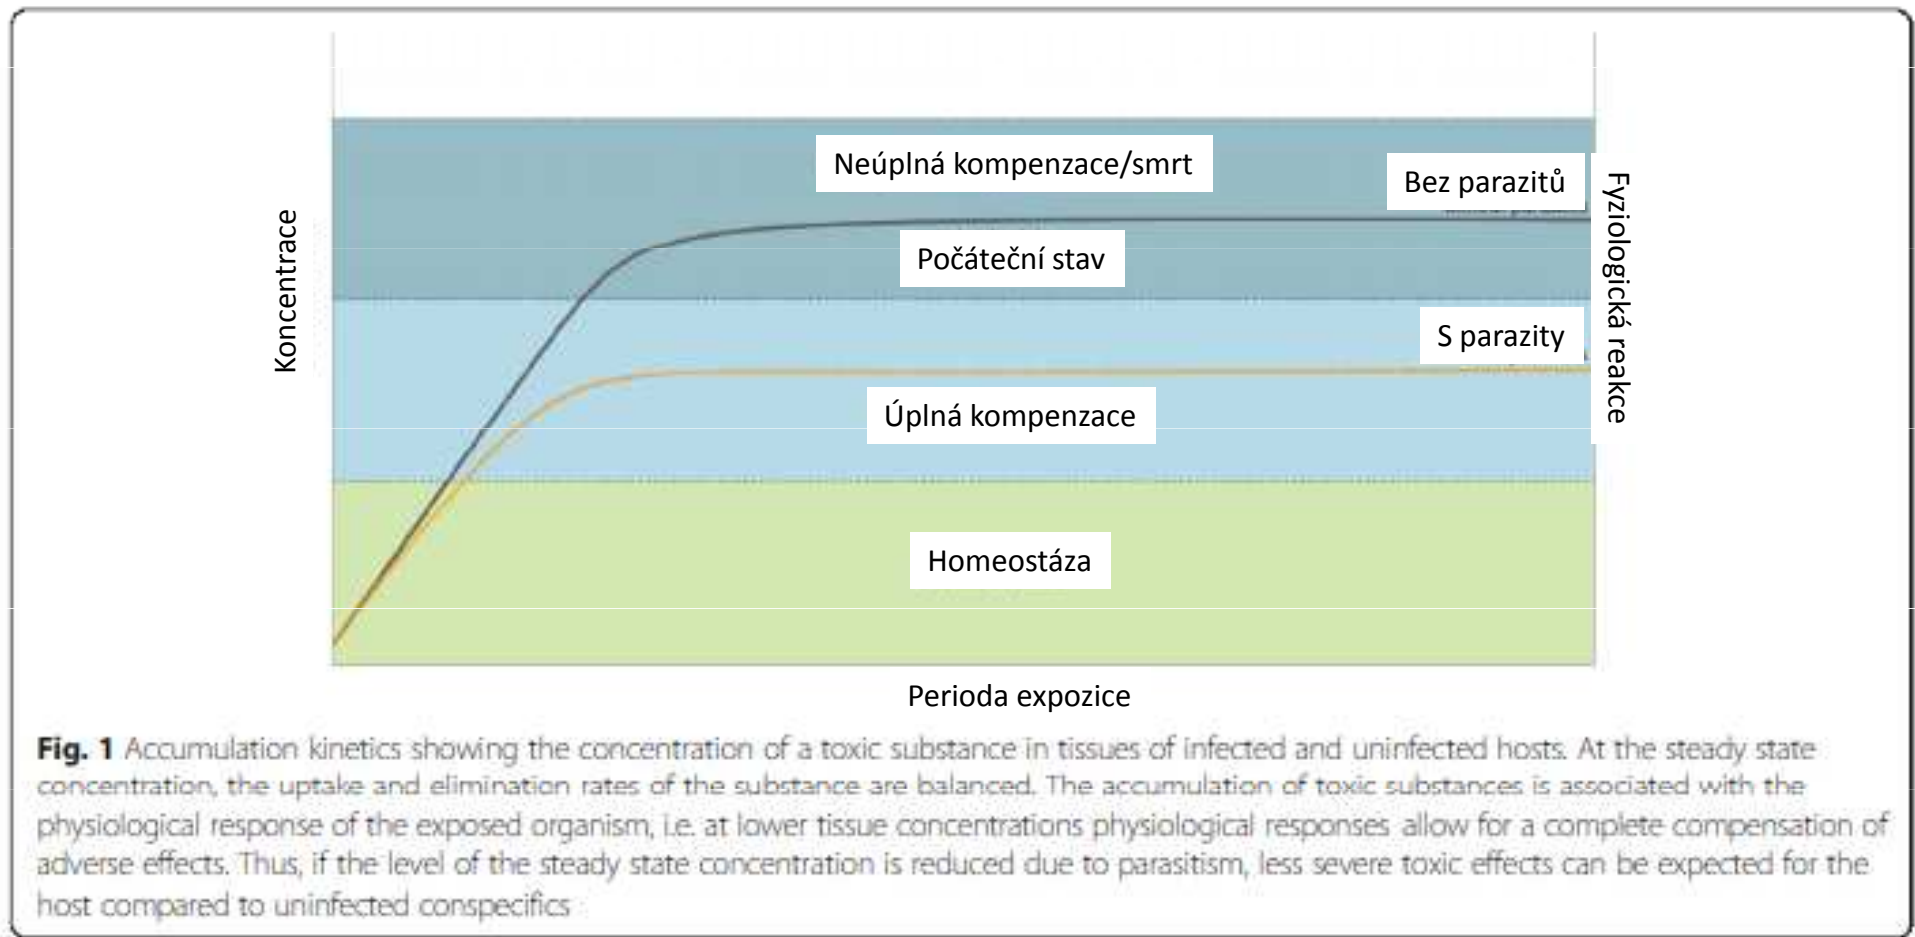 Neúplná kompenzace/smrt
Bez parazitů
Koncentrace
Fyziologická reakce
Počáteční stav
S parazity
Úplná kompenzace
Homeostáza
Perioda expozice
Fig. 1 Accumulation kinetics showing the concentration of a toxic substance in tissues of infected and uninfected hosts. At the steady state
concentration, the uptake and elimination rates of the substance are balanced. The accumulation of toxic substances is associated with the
physiological response of the exposed organism, i.e. at lower tissue concentrations physiological responses allow for a complete compensation of
adverse effects. Thus, if the level of the steady state concentration is reduced due to parasitism, less severe toxic effects can be expected for the
host compared to uninfected conspecifics